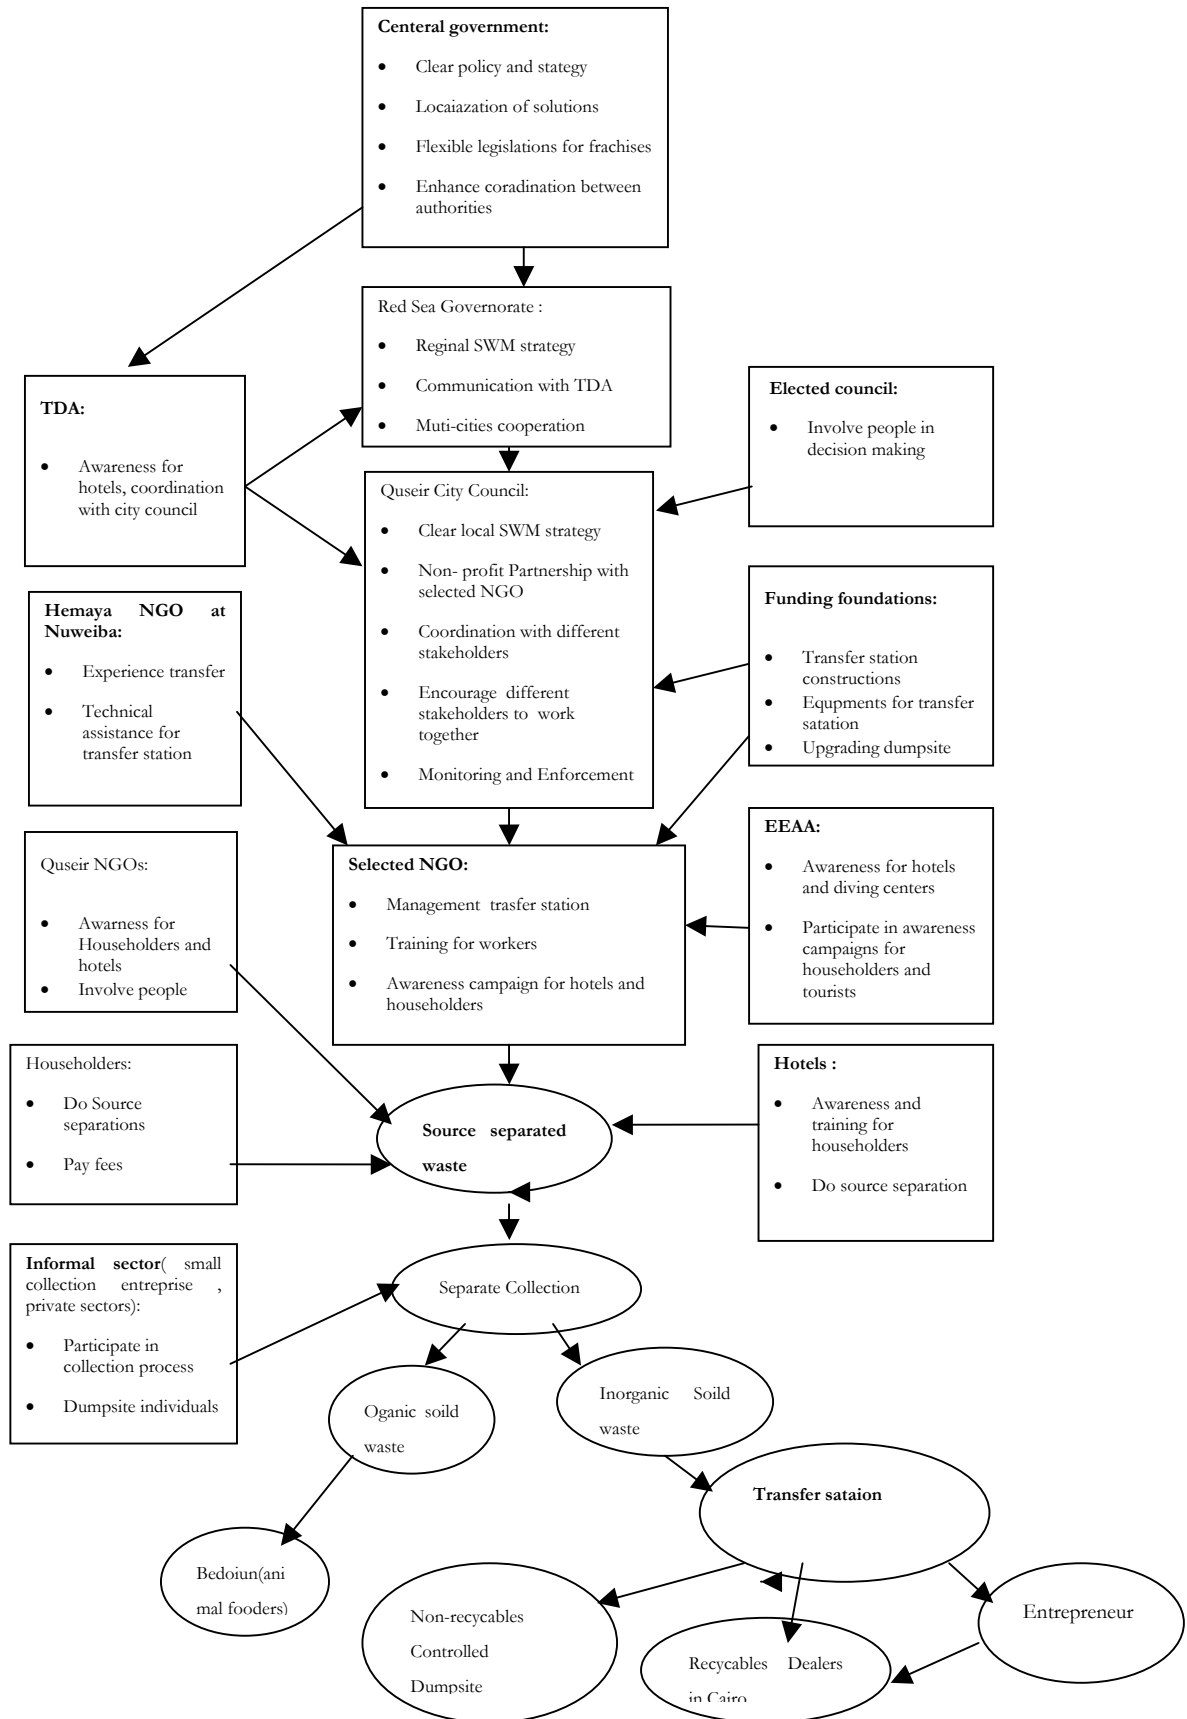 Centeral government:
• Clear policy and stategy
• Locaiazation of solutions
• Flexible legislations for frachises
• Enhance coradination between
authorities
Red Sea Governorate :
• Reginal SWM strategy
• Communication with TDA
• Muti-cities cooperation
TDA:
• Awareness for
hotels, coordination
with city council
Elected council:
• Involve people in
decision making
Quseir City Council:
• Clear local SWM strategy
• Non- profit Partnership with
selected NGO
• Coordination with different
stakeholders
• Encourage different
stakeholders to work
together
• Monitoring and Enforcement
Hemaya NGO at
Nuweiba:
• Experience transfer
• Technical
assistance for
transfer station
Funding foundations:
• Transfer station
constructions
• Equpments for transfer
satation
• Upgrading dumpsite
Quseir NGOs:
• Awarness for
Householders and
hotels
• Involve people
Selected NGO:
• Management trasfer station
• Training for workers
• Awareness campaign for hotels and
householders
EEAA:
• Awareness for hotels
and diving centers
• Participate in awareness
campaigns for
householders and
tourists
Householders:
• Do Source
separations
• Pay fees
Source separated
waste
Hotels :
• Awareness and
training for
householders
• Do source separation
Informal sector( small
collection entreprise ,
private sectors):
• Participate in
collection process
• Dumpsite individuals
Separate Collection
Oganic soild
waste
Inorganic Soild
waste
Transfer sataion
Bedoiun(ani
mal fooders)
Non-recycables
Controlled
Dumpsite
Recycables Dealers
in Cairo
Entrepreneur